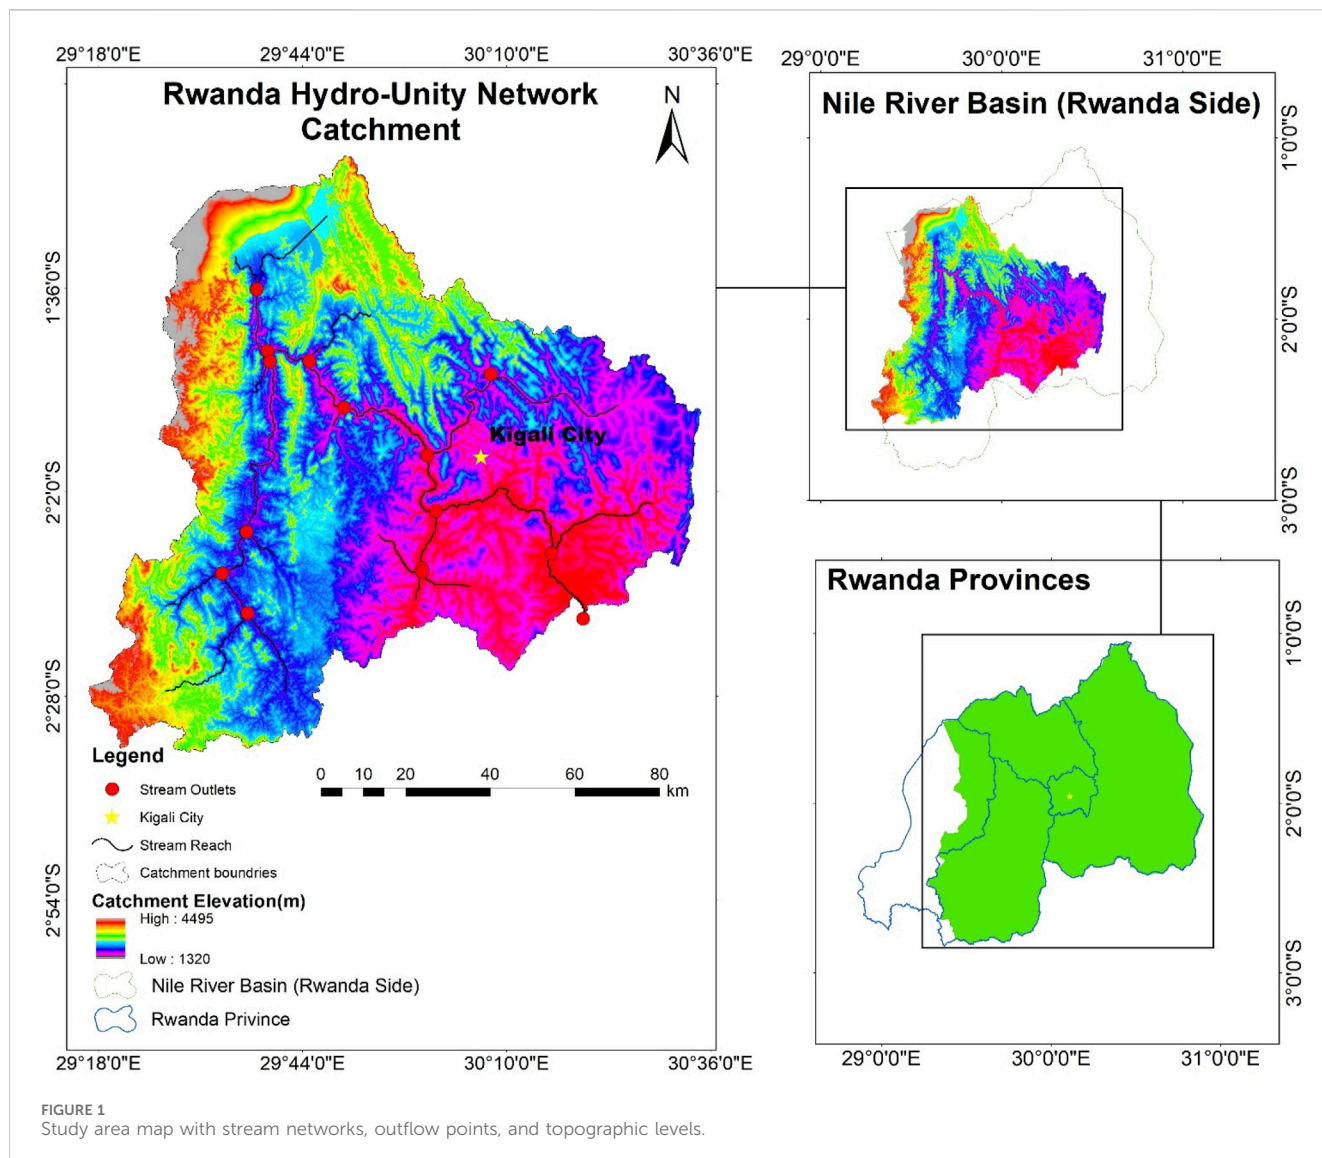 29°18'0"E 29°44'0"E 30°10'0"E 30°36'0"E
Rwanda Hydro-Unity Network
Catchment
N
1°36'0"S
2°2'0"S
2°28'0"S
2°54'0"S
Kigali City
Legend
Stream Outlets
Kigali City
Stream Reach
Catchment boundries
Catchment Elevation(m)
High : 4495
Low : 1320
Nile River Basin (Rwanda Side)
Rwanda Privince
0 10 20 40 60 80
km
29°18'0"E 29°44'0"E 30°10'0"E 30°36'0"E
29°0'0"E 30°0'0"E 31°0'0"E
Nile River Basin (Rwanda Side)
1°0'0"S
2°0'0"S
3°0'0"S
Rwanda Provinces
1°0'0"S
2°0'0"S
3°0'0"S
29°0'0"E 30°0'0"E 31°0'0"E
FIGURE 1
Study area map with stream networks, outflow points, and topographic levels.